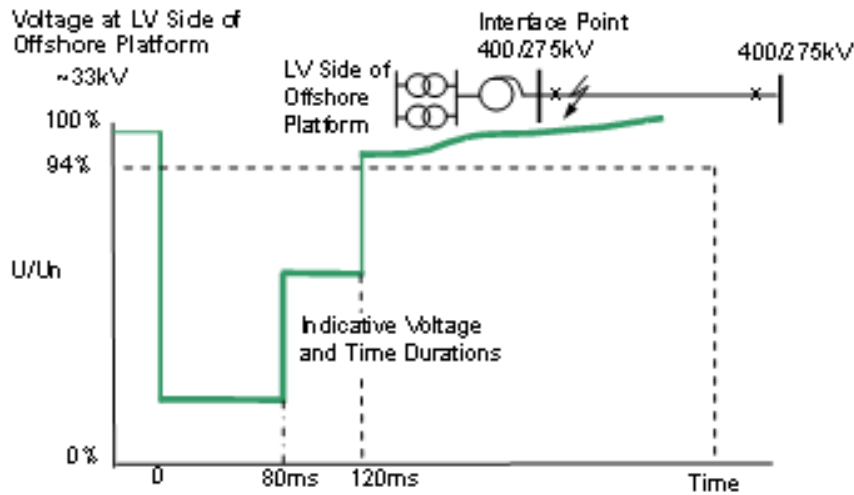 Voltage at LV Side of
Offshore Platform
~33kV
Interface Point
400/275kV
400/275kV
LV Side of
Offshore
Platform
100%
94%
U/Un
Indicative Voltage
and Time Durations
0%
0
80ms
120ms
Time